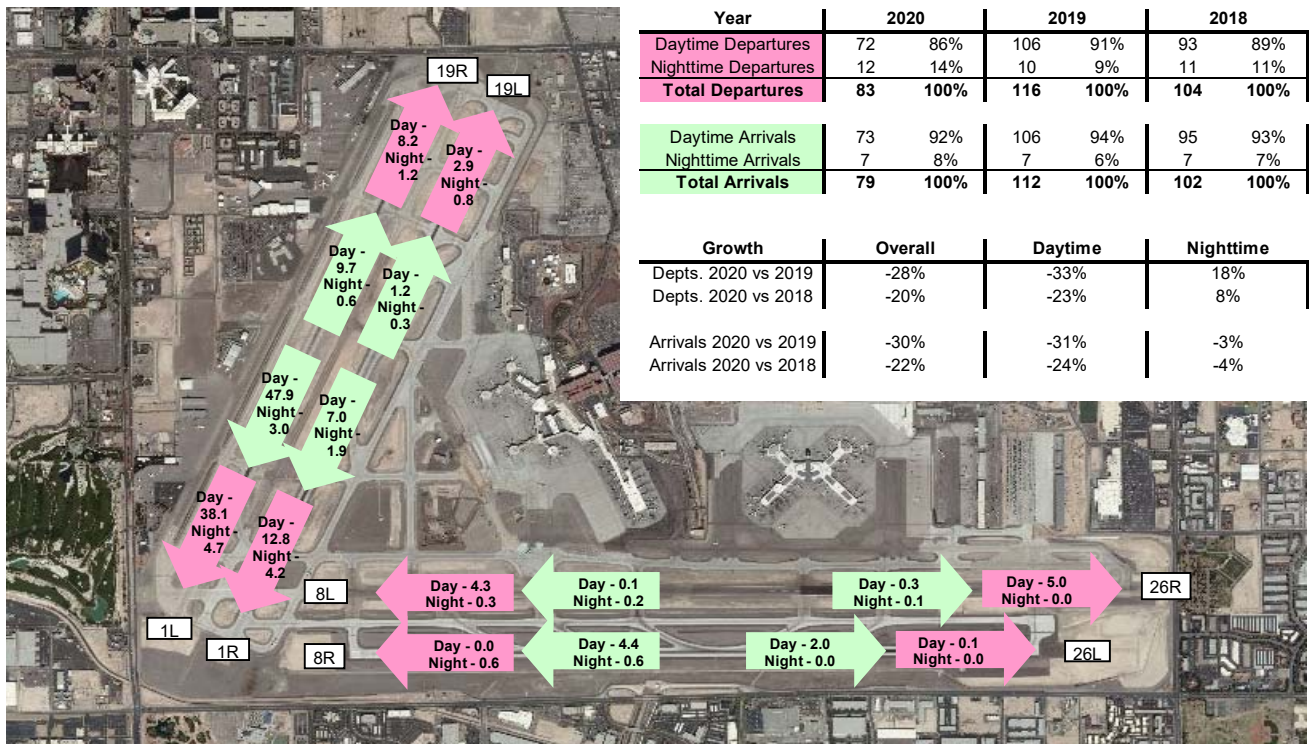 Year 2020 2019 2018
Daytime Departures 72 86% 106 91% 93 89%
Nighttime Departures 12 14% 10 9% 11 11%
Total Departures 83 100% 116 100% 104 100%
Daytime Arrivals 73 92% 106 94% 95 93%
Nighttime Arrivals 7 8% 7 6% 7 7%
Total Arrivals 79 100% 112 100% 102 100%
Growth Overall Daytime Nighttime
Depts. 2020 vs 2019 -28% -33% 18%
Depts. 2020 vs 2018 -20% -23% 8%
Arrivals 2020 vs 2019 -30% -31% -3%
Arrivals 2020 vs 2018 -22% -24% -4%
19R
19L
Day -
8.2
Night -
1.2
Day -
2.9
Night -
0.8
Day -
9.7
Night -
0.6
Day -
1.2
Night -
0.3
Day -
47.9
Night -
3.0
Day -
7.0
Night -
1.9
Day -
38.1
Night -
4.7
Day -
12.8
Night -
4.2
1L
1R
8L
Day - 4.3
Night - 0.3
Day - 0.1
Night - 0.2
Day - 0.3
Night - 0.1
Day - 5.0
Night - 0.0
26R
8R
Day - 0.0
Night - 0.6
Day - 4.4
Night - 0.6
Day - 2.0
Night - 0.0
Day - 0.1
Night - 0.0
26L